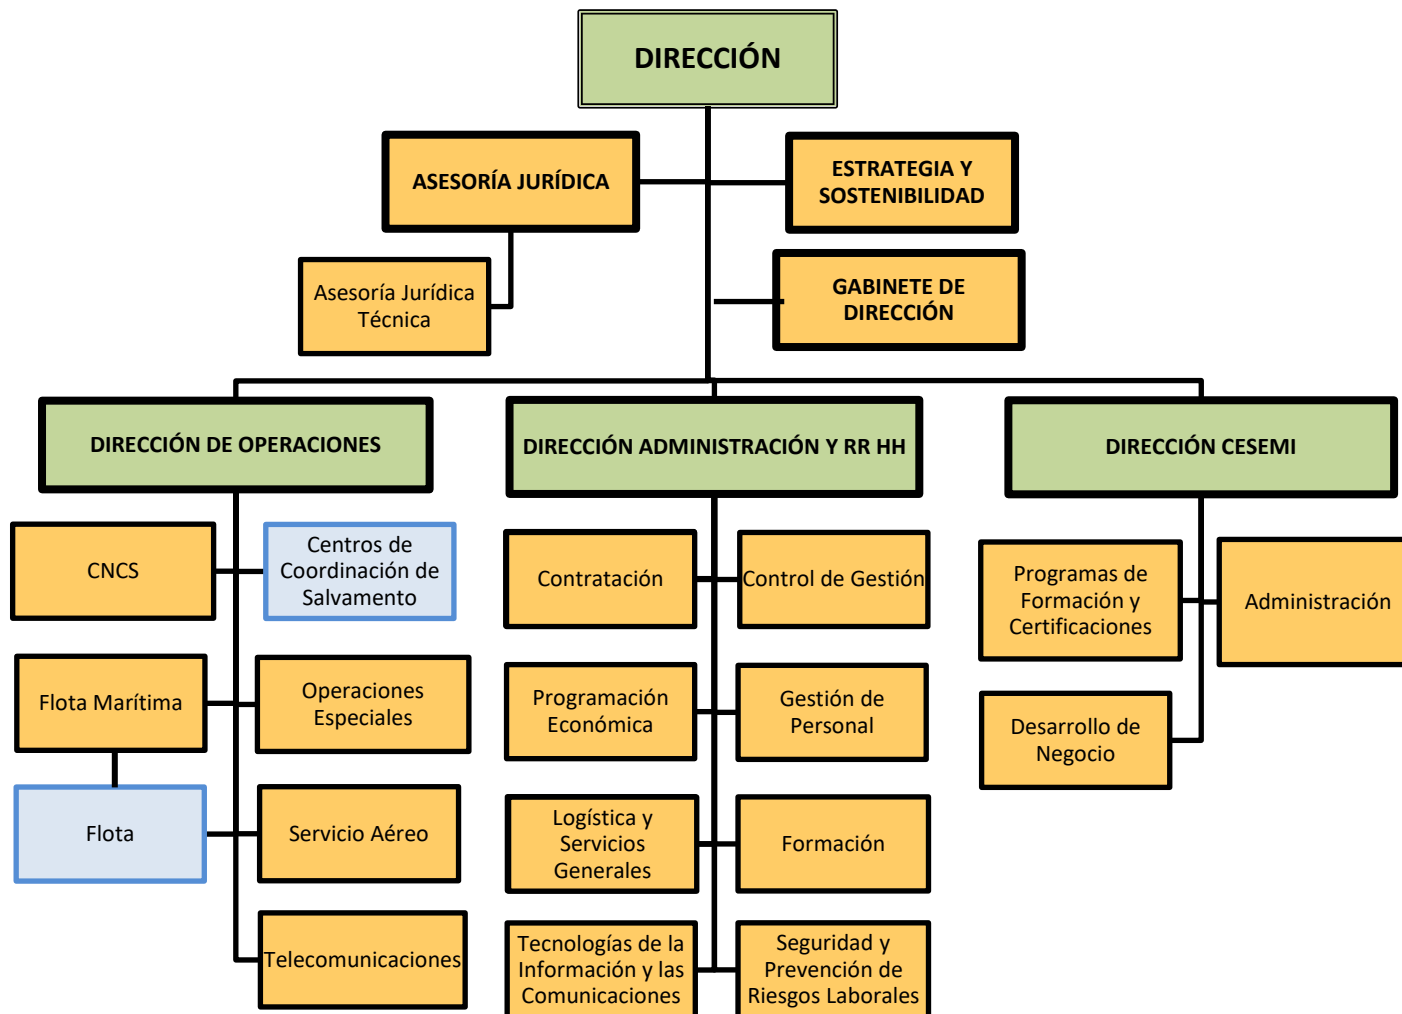 DIRECCIÓN
ASESORÍA JURÍDICA
ESTRATEGIA Y
SOSTENIBILIDAD
Asesoría Jurídica
Técnica
GABINETE DE
DIRECCIÓN
DIRECCIÓN DE OPERACIONES
DIRECCIÓN ADMINISTRACIÓN Y RR HH
DIRECCIÓN CESEMI
CNCS
Centros de
Coordinación de
Salvamento
Flota Marítima
Operaciones
Especiales
Flota
Servicio Aéreo
Telecomunicaciones
Contratación
Control de Gestión
Programación
Económica
Gestión de
Personal
Logística y
Servicios
Generales
Formación
Tecnologías de la
Información y las
Comunicaciones
Seguridad y
Prevención de
Riesgos Laborales
Programas de
Formación y
Certificaciones
Administración
Desarrollo de
Negocio